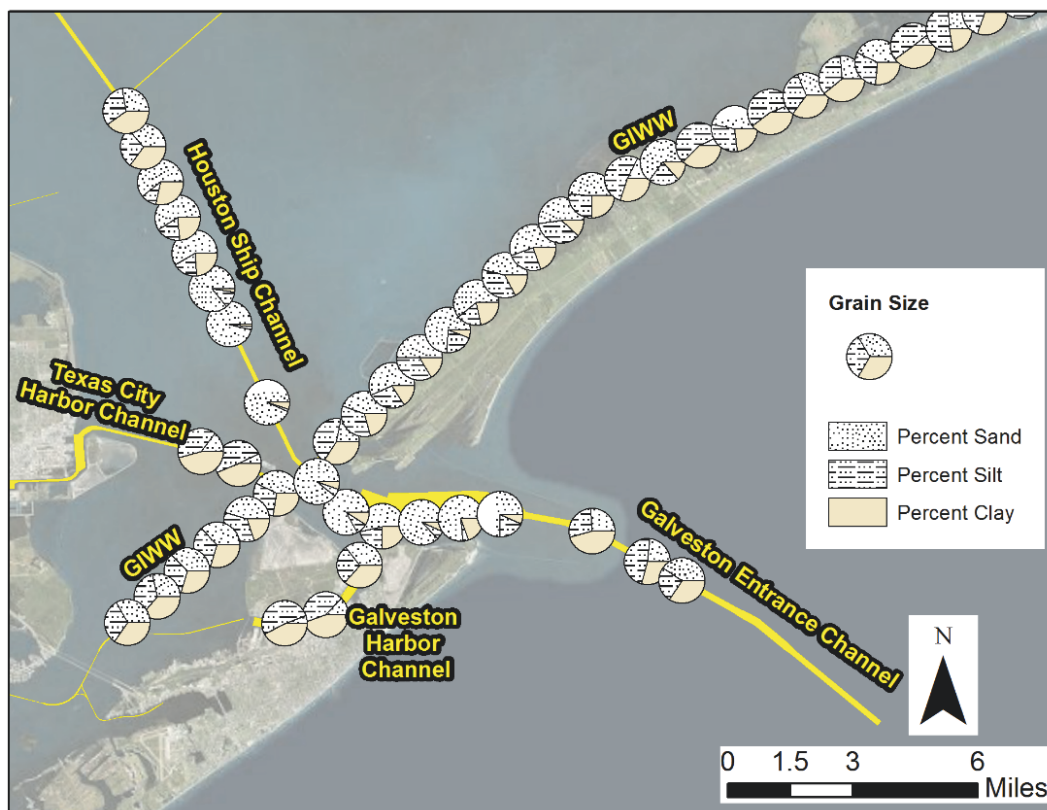 GIWW
Houston Ship Channel
Texas City
Harbor Channel
GIWW
Galveston
Harbor
Channel
Galveston Entrance Channel
Grain Size
Percent Sand
Percent Silt
Percent Clay
N
0 1.5 3 6
Miles